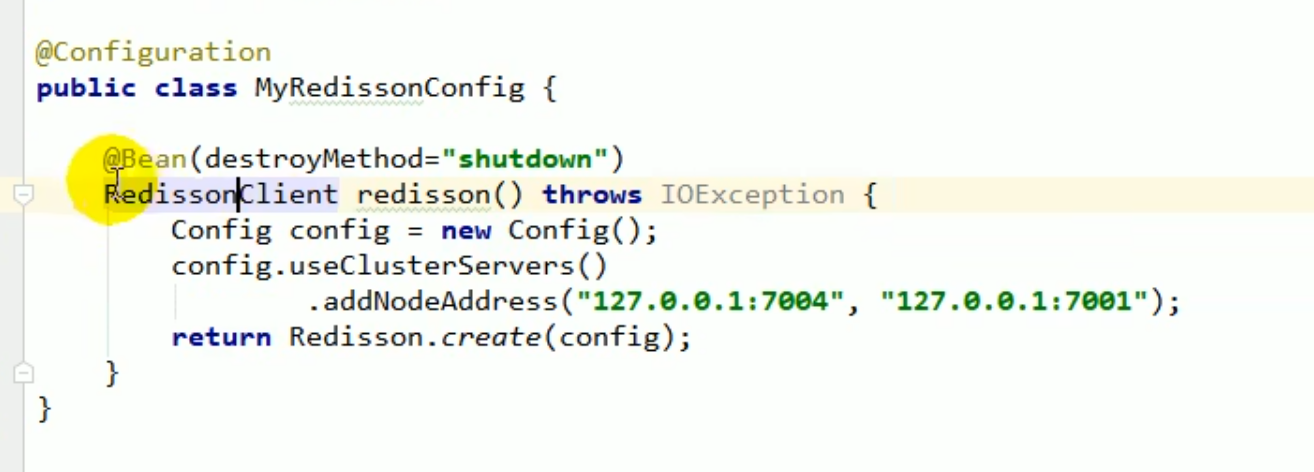 @Configuration
public class MyRedissonConfig {
@Bean(destroyMethod="shutdown")
RedissonClient redisson() throws IOException {
Config config = new Config();
config.useClusterServers()
.addNodeAddress("127.0.0.1:7004", "127.0.0.1:7001");
return Redisson.create(config);
}
}